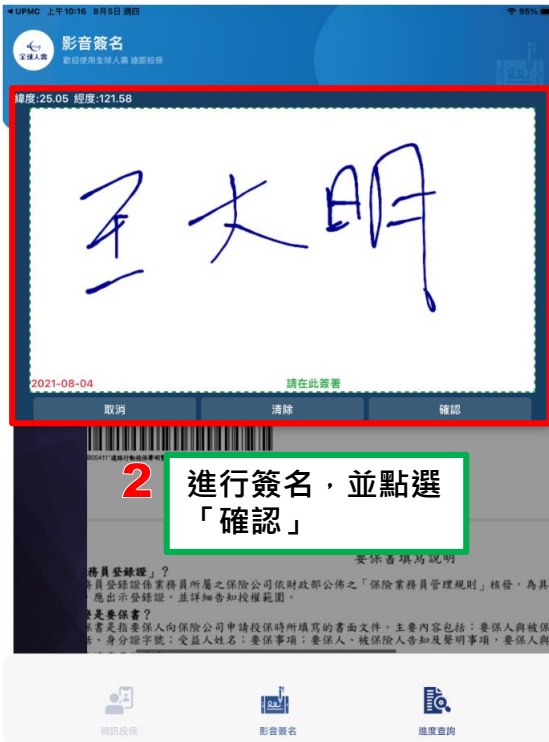 ◀ UPMC 上午10:16 8月5日 週四
95%
全球人壽
影音簽名
歡迎使用全球人壽 遠距投保
緯度:25.05 經度:121.58
王大明
2021-08-04
請在此簽署
取消
清除
確認
2
進行簽名，並點選
「確認」
要保書填寫說明
務員登錄證」？
員登錄證係業務員所屬之保險公司依財政部公佈之「保險業務員管理規則」核發，為具
應出示登錄證，並詳細告知授權範圍。
是要保書？
書是指要保人向保險公司申請投保時所填寫的書面文件。主要內容包括：要保人與被保
、身分證字號；受益人姓名；要保事項；要保人、被保險人告知及聲明事項，要保人與
視訊投保
影音簽名
進度查詢